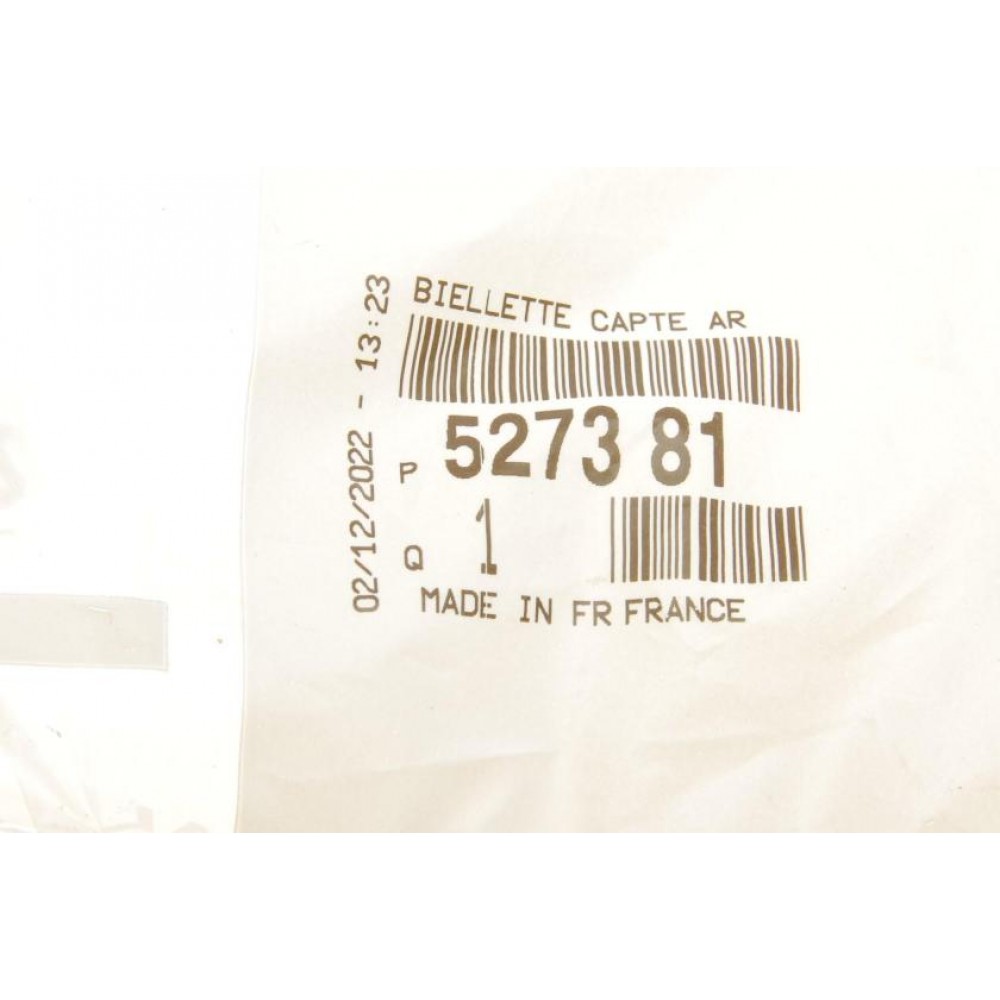 BIELLETTE CAPTE AR
P 5273 81
Q 1
MADE IN FR FRANCE
02/12/2022 - 13:23